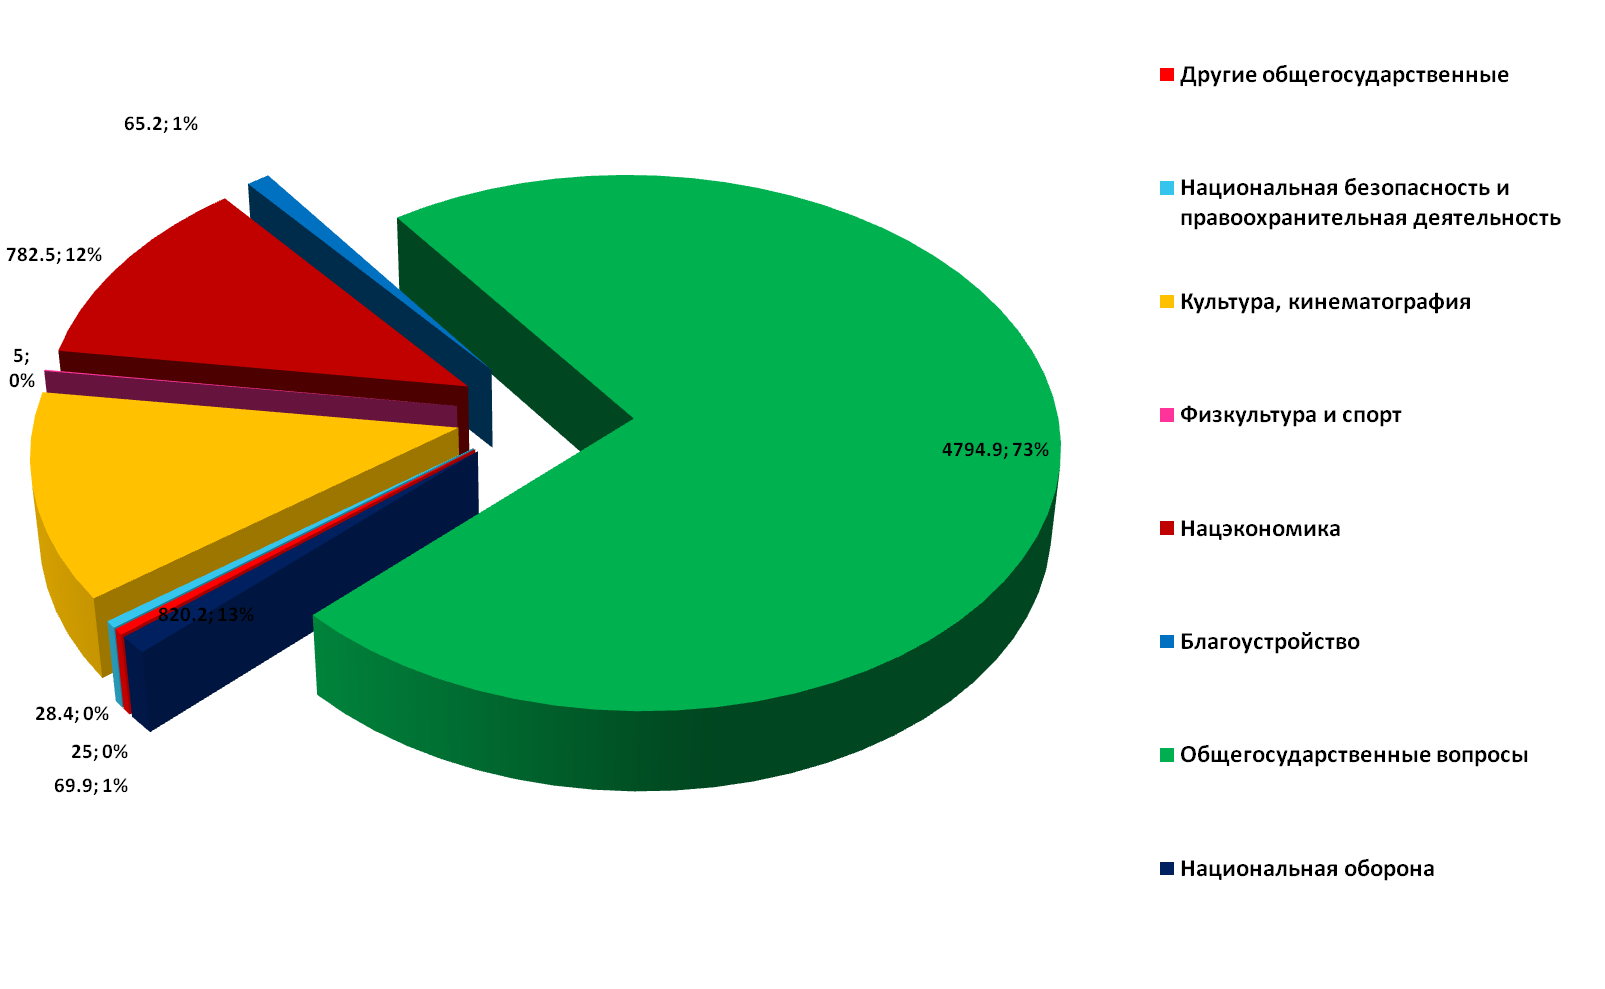 65.2; 1%
782.5; 12%
5;
0%
4794.9; 73%
820.2; 13%
28.4; 0%
25; 0%
69.9; 1%
Другие общегосударственные
Национальная безопасность и
правоохранительная деятельность
Культура, кинематография
Физкультура и спорт
Нацэкономика
Благоустройство
Общегосударственные вопросы
Национальная оборона